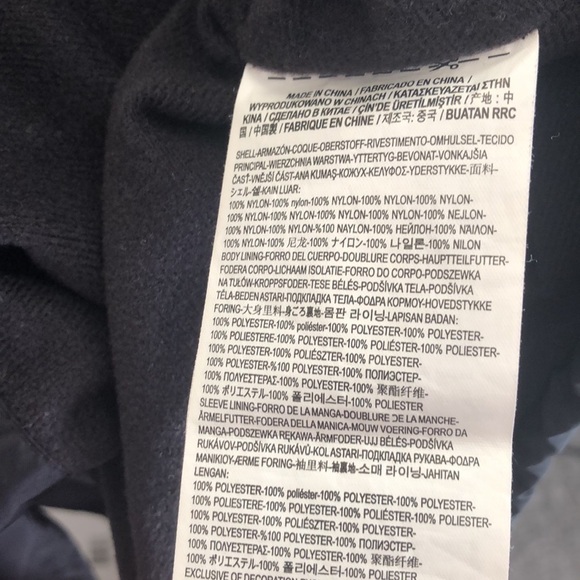 MADE IN CHINA / FABRICADO EN CHINA /
WYPRODUKOWANO W CHINACH / ΚΑΤΑΣΚΕΥΑΖΕΤΑΙ ΣΤΗΝ
ΚΙΝΑ / СДЕЛАНО В КИТАЕ / ÇİN'DE ÜRETİLMİŞTİR / 产地: 中
国 / 中国製 / FABRIQUE EN CHINE / 제조국: 중국 / BUATAN RRC
SHELL-ARMAZÓN-COQUE-OBERSTOFF-RIVESTIMENTO-OMHULSEL-TECIDO
PRINCIPAL-WIERZCHNIA WARSTWA-YTTERTYG-BEVONAT-VONKAJŠIA
ČASŤ-VNĚJŠÍ ČÁST-ANA KUMAŞ-КОЖУХ-ΚΕΛΥΦΟΣ-YDERSTYKKE-面料-
シェル-쉘-KAIN LUAR:
100% NYLON-100% nylon-100% NYLON-100% NYLON-100% NYLON-
100% NYLON-100% NYLON-100% NYLON-100% NYLON-
100% NYLON-100% NYLON-100% NYLON-100% NEJLON-
100% NYLON-%100 NAYLON-100% НЕЙЛОН-100% ΝΑΪΛΟΝ-
100% NYLON-100% 尼龙-100% ナイロン-100% 나일론-100% NILON
BODY LINING-FORRO DEL CUERPO-DOUBLURE CORPS-HAUPTTEILFUTTER-
FODERA CORPO-LICHAAM ISOLATIE-FORRO DO CORPO-PODSZEWKA
NA TUŁÓW-KROPPSFODER-TESE BÉLÉS-PODŠÍVKA TELA-PODŠÍVKA
TĚLA-BEDEN ASTARI-ПОДКЛАДКА ТЕЛА-ΦΟΔΡΑ ΚΟΡΜΟΥ-HOVEDSTYKKE
FORING-大身里料-身ごろ裏地-몸판 라이닝-LAPISAN BADAN:
100% POLYESTER-100% poliéster-100% POLYESTER-100% POLYESTER-
100% POLIESTERE-100% POLYESTER-100% POLIÉSTER-100% POLIESTER-
100% POLYESTER-100% POLIÉSZTER-100% POLYESTER-
100% POLYESTER-%100 POLYESTER-100% ПОЛИЭСТЕР-
100% ΠΟΛΥΕΣΤΕΡΑΣ-100% POLYESTER-100% 聚酯纤维-
100% ポリエステル-100% 폴리에스터-100% POLIESTER
SLEEVE LINING-FORRO DE LA MANGA-DOUBLURE DE LA MANCHE-
ÄRMELFUTTER-FODERA DELLA MANICA-MOUW VOERING-FORRO DA
MANGA-PODSZEWKA RĘKAWA-ÄRMFODER-UJJ BÉLÉS-PODŠÍVKA
RUKÁVOV-PODŠÍVKA RUKÁVŮ-KOL ASTARI-ПОДКЛАДКА РУКАВА-ΦΟΔΡΑ
ΜΑΝΙΚΙΟΥ-ÆRME FORING-袖里料-袖裏地-소매 라이닝-JAHITAN
LENGAN:
100% POLYESTER-100% poliéster-100% POLYESTER-100% POLYESTER-
100% POLIESTERE-100% POLYESTER-100% POLIÉSTER-100% POLIESTER-
100% POLYESTER-100% POLIÉSZTER-100% POLYESTER-
100% POLYESTER-%100 POLYESTER-100% ПОЛИЭСТЕР-
100% ΠΟΛΥΕΣΤΕΡΑΣ-100% POLYESTER-100% 聚酯纤维-
100% ポリエステル-100% 폴리에스터-100% POLIESTER
EXCLUSIVE OF DECORATION